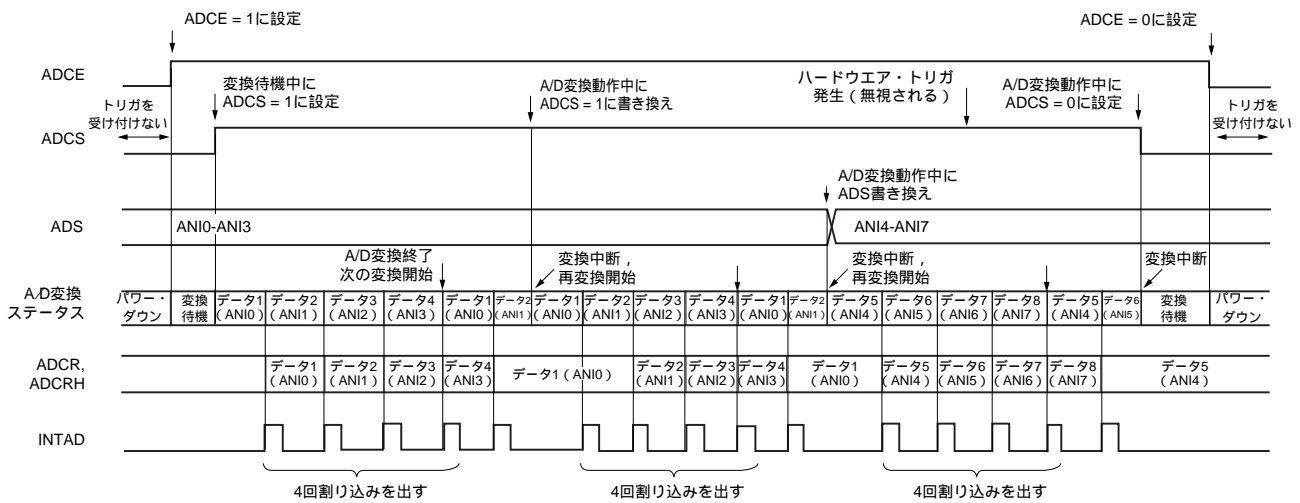 ADCE = 1に設定
ADCE = 0に設定
ADCE
変換待機中に
ADCS = 1に設定
A/D変換動作中に
ADCS = 1に書き換え
ハードウエア・トリガ
発生（無視される）
A/D変換動作中に
ADCS = 0に設定
トリガを
受け付けない
トリガを
受け付けない
ADCS
A/D変換動作中に
ADS書き換え
ADS
ANI0-ANI3
ANI4-ANI7
A/D変換終了
次の変換開始
変換中断，
再変換開始
変換中断，
再変換開始
変換中断
A/D変換
ステータス
パワー・
ダウン
変換
待機
データ1
（ANI0）
データ2
（ANI1）
データ3
（ANI2）
データ4
（ANI3）
データ1
（ANI0）
データ2
（ANI1）
データ1
（ANI0）
データ2
（ANI1）
データ3
（ANI2）
データ4
（ANI3）
データ1
（ANI0）
データ2
（ANI1）
データ5
（ANI4）
データ6
（ANI5）
データ7
（ANI6）
データ8
（ANI7）
データ5
（ANI4）
データ6
（ANI5）
変換
待機
パワー・
ダウン
ADCR,
ADCRH
データ1
（ANI0）
データ2
（ANI1）
データ3
（ANI2）
データ4
（ANI3）
データ1（ANI0）
データ2
（ANI1）
データ3
（ANI2）
データ4
（ANI3）
データ1
（ANI0）
データ5
（ANI4）
データ6
（ANI5）
データ7
（ANI6）
データ8
（ANI7）
データ5
（ANI4）
INTAD
4回割り込みを出す
4回割り込みを出す
4回割り込みを出す